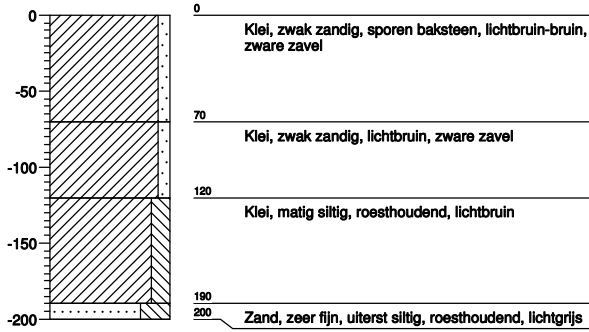 0
0
Klei, zwak zandig, sporen baksteen, lichtbruin-bruin,
zware zavel
-50
70
Klei, zwak zandig, lichtbruin, zware zavel
-100
120
Klei, matig siltig, roesthoudend, lichtbruin
-150
190
200
Zand, zeer fijn, uiterst siltig, roesthoudend, lichtgrijs
-200